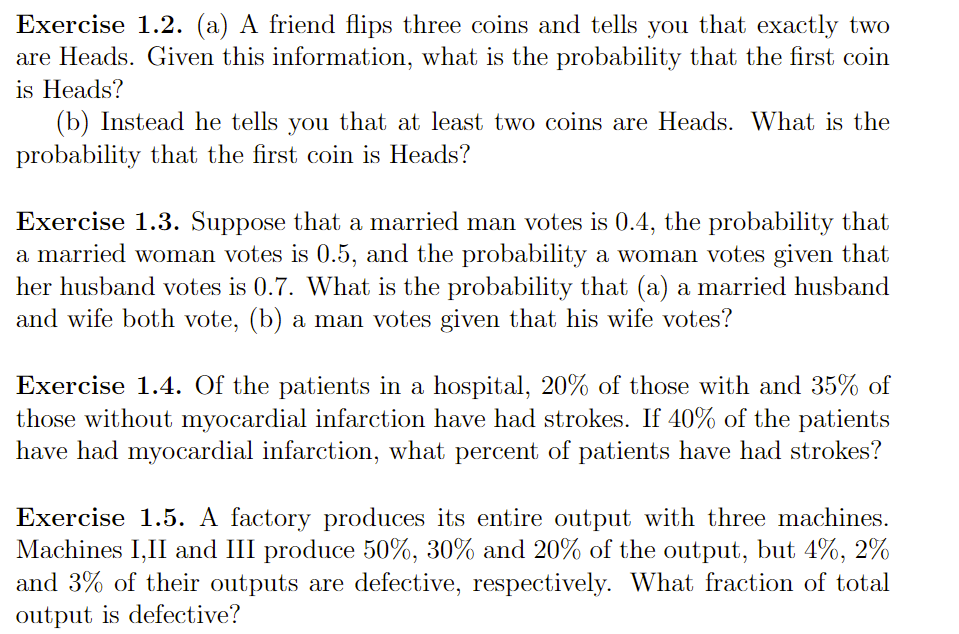 Exercise 1.2. (a) A friend flips three coins and tells you that exactly two
are Heads. Given this information, what is the probability that the first coin
is Heads?
(b) Instead he tells you that at least two coins are Heads. What is the
probability that the first coin is Heads?
Exercise 1.3. Suppose that a married man votes is 0.4, the probability that
a married woman votes is 0.5, and the probability a woman votes given that
her husband votes is 0.7. What is the probability that (a) a married husband
and wife both vote, (b) a man votes given that his wife votes?
Exercise 1.4. Of the patients in a hospital, 20% of those with and 35% of
those without myocardial infarction have had strokes. If 40% of the patients
have had myocardial infarction, what percent of patients have had strokes?
Exercise 1.5. A factory produces its entire output with three machines.
Machines I,II and III produce 50%, 30% and 20% of the output, but 4%, 2%
and 3% of their outputs are defective, respectively. What fraction of total
output is defective?